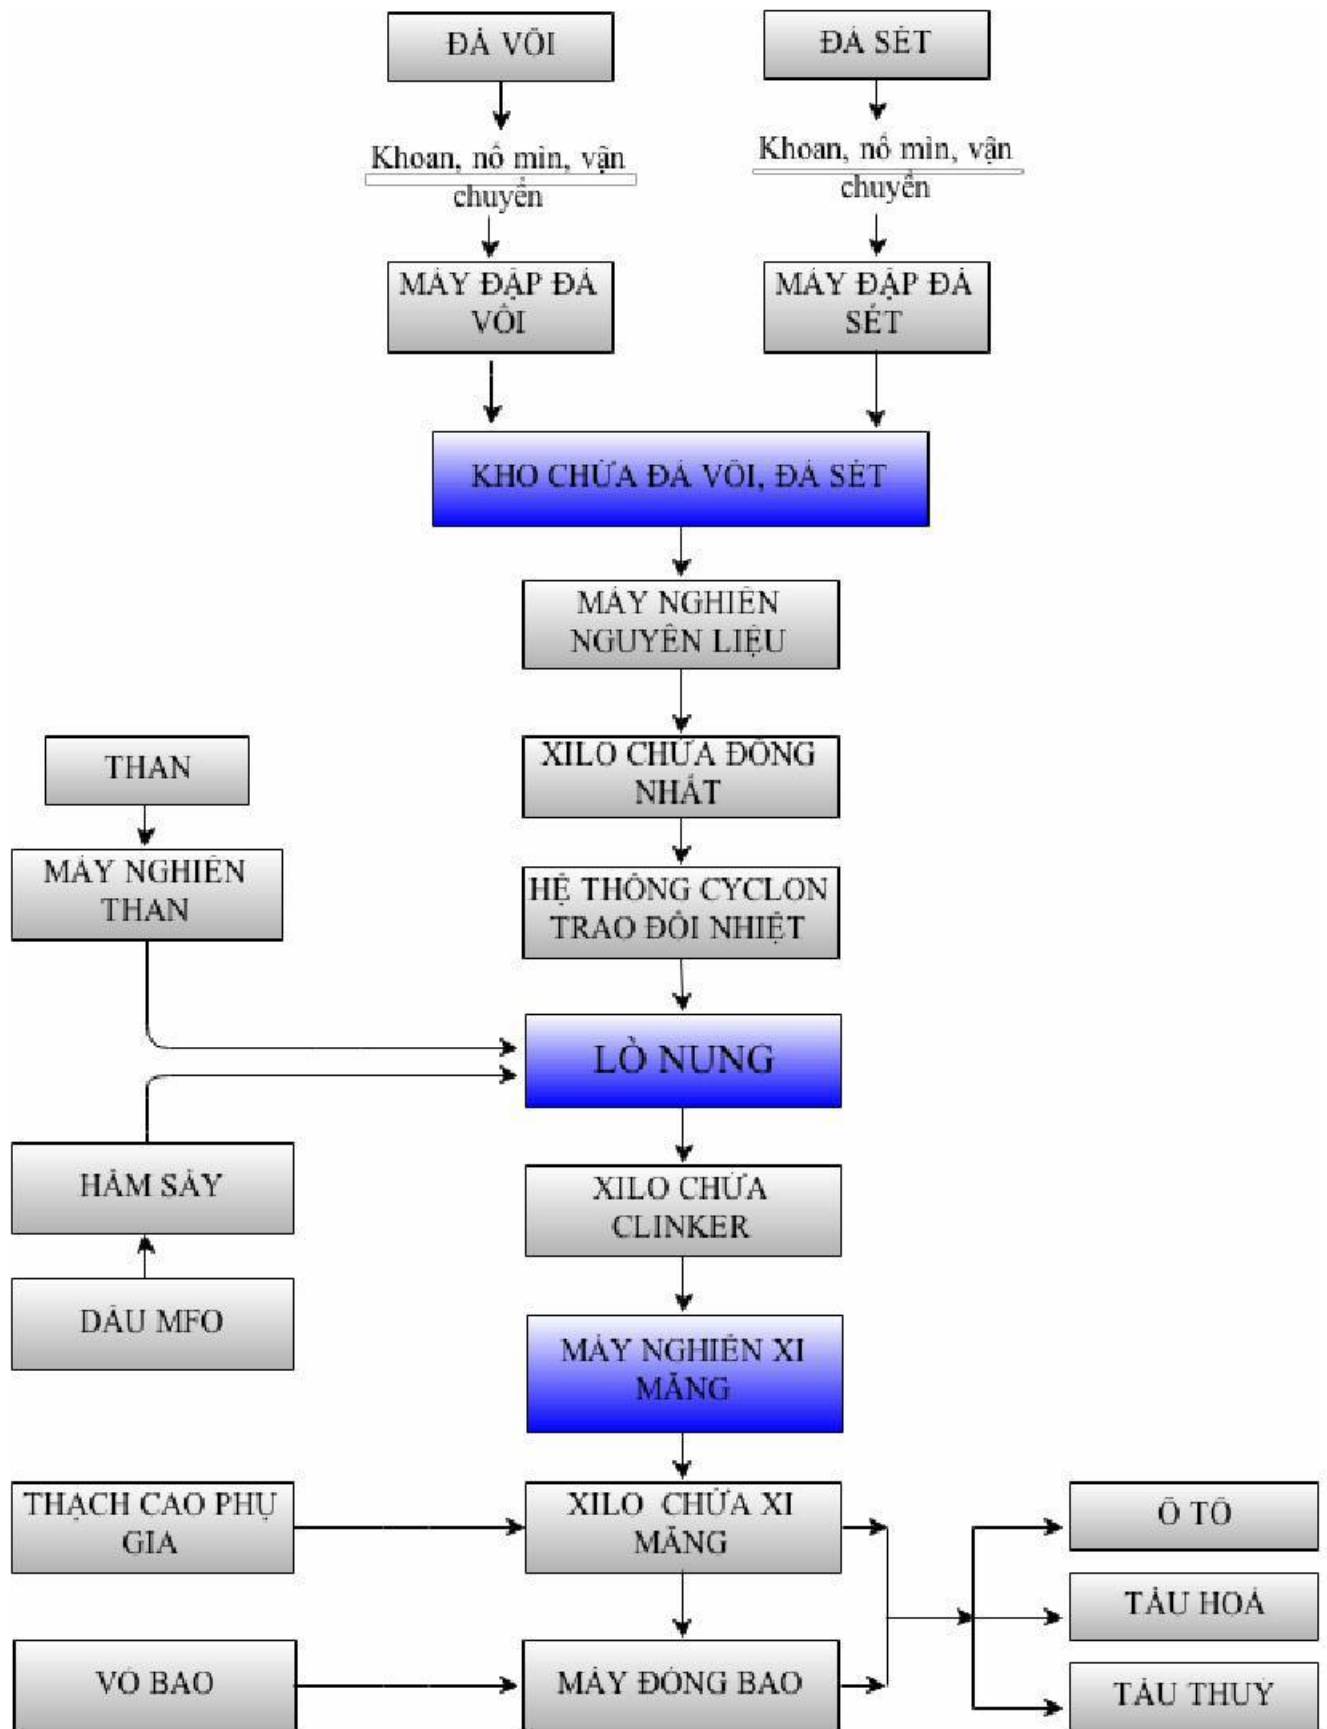 ĐÁ VÔI
ĐÁ SÉT
Khoan, nổ mìn, vận
chuyển
Khoan, nổ mìn, vận
chuyển
MÁY ĐẬP ĐÁ
VÔI
MÁY ĐẬP ĐÁ
SÉT
KHO CHỨA ĐÁ VÔI, ĐÁ SÉT
MÁY NGHIỀN
NGUYÊN LIỆU
XILO CHỨA ĐỒNG
NHẤT
THAN
MÁY NGHIỀN
THAN
HỆ THỐNG CYCLON
TRAO ĐỔI NHIỆT
LÒ NUNG
HẦM SẤY
XILO CHỨA
CLINKER
DẦU MFO
MÁY NGHIỀN XI
MĂNG
THẠCH CAO PHỤ
GIA
XILO CHỨA XI
MĂNG
Ô TÔ
TÀU HOẢ
VỎ BAO
MÁY ĐÓNG BAO
TÀU THUỶ